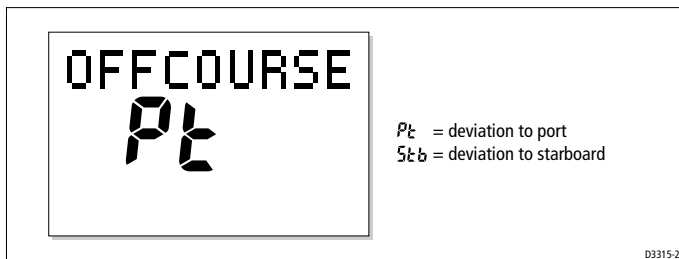 OFFCOURSE
Pt
Pt = deviation to port
Stb = deviation to starboard
D3315-2